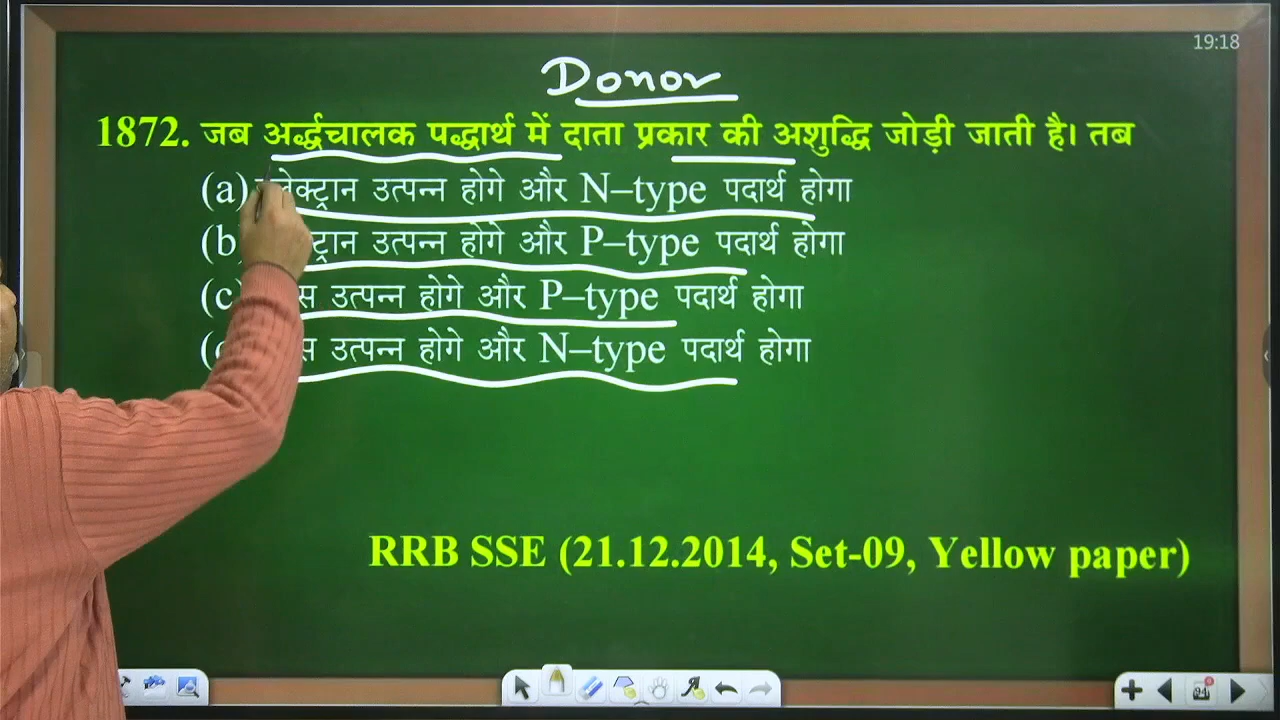 19:18
Donor
1872. जब अर्द्धचालक पद्धार्थ में दाता प्रकार की अशुद्धि जोड़ी जाती है। तब
(a) उत्पन्न होगे और N–type पदार्थ होगा
(b) उत्पन्न होगे और P–type पदार्थ होगा
(c) उत्पन्न होगे और P–type पदार्थ होगा
उत्पन्न होगे और N–type पदार्थ होगा
RRB SSE (21.12.2014, Set-09, Yellow paper)